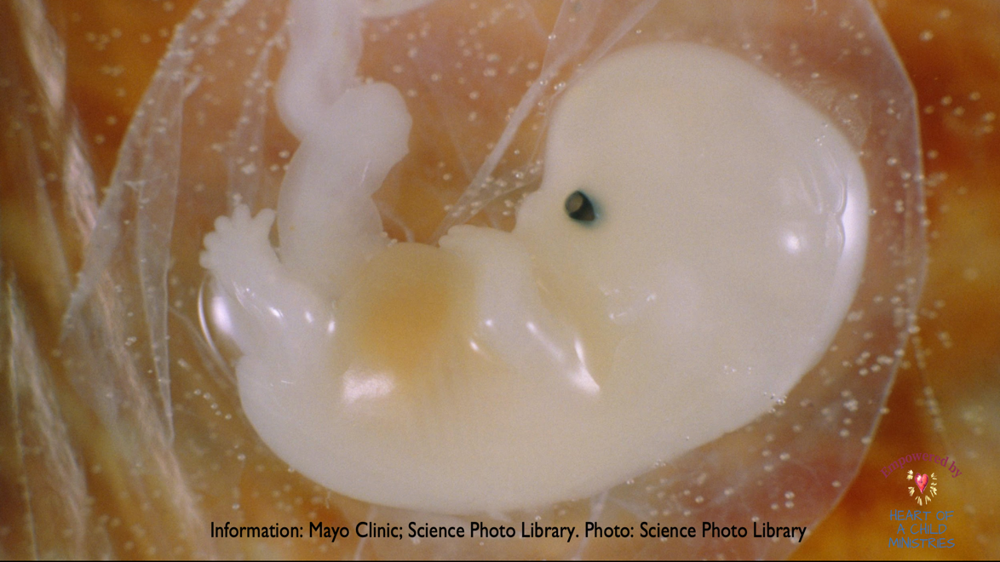 Information: Mayo Clinic; Science Photo Library. Photo: Science Photo Library
Empowered by
HEART OF
A CHILD
MINISTRIES